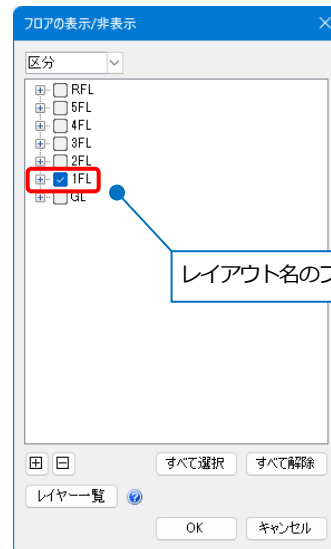 フロアの表示/非表示
区分
RFL
5FL
4FL
3FL
2FL
1FL
GL
レイアウト名のフ
すべて選択 すべて解除
レイヤー一覧
OK キャンセル